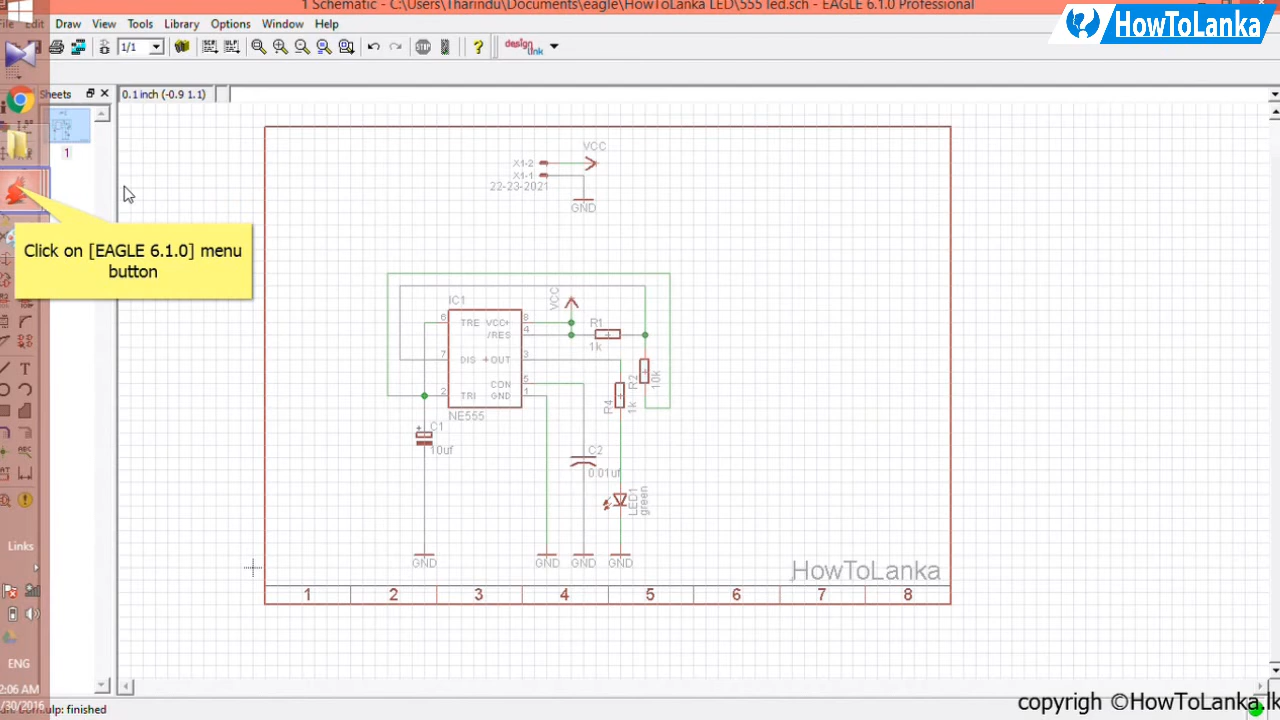 1 Schematic - C:\Users\Tharindu\Documents\eagle\HowToLanka LED\555 led.sch - EAGLE 6.1.0 Professional
Edit Draw View Tools Library Options Window Help
HowToLanka
1/1
design link
Sheets
0.1 inch (-0.9 1.1)
1
Click on [EAGLE 6.1.0] menu
button
VCC
X1-2
X1-1
22-23-2021
GND
IC1
VCC
R1
1k
6
7
2
TRE VCC+
/RES
DIS OUT
CON
TRI GND
8
4
3
5
1
NE555
R2
10k
R4
1k
C1
10uf
C2
0.01uf
LED1
green
GND
GND
GND
GND
HowToLanka
1 2 3 4 5 6 7 8
Links
ENG
2:06 AM
/30/2016
finished
copyrigh ©HowToLanka.lk